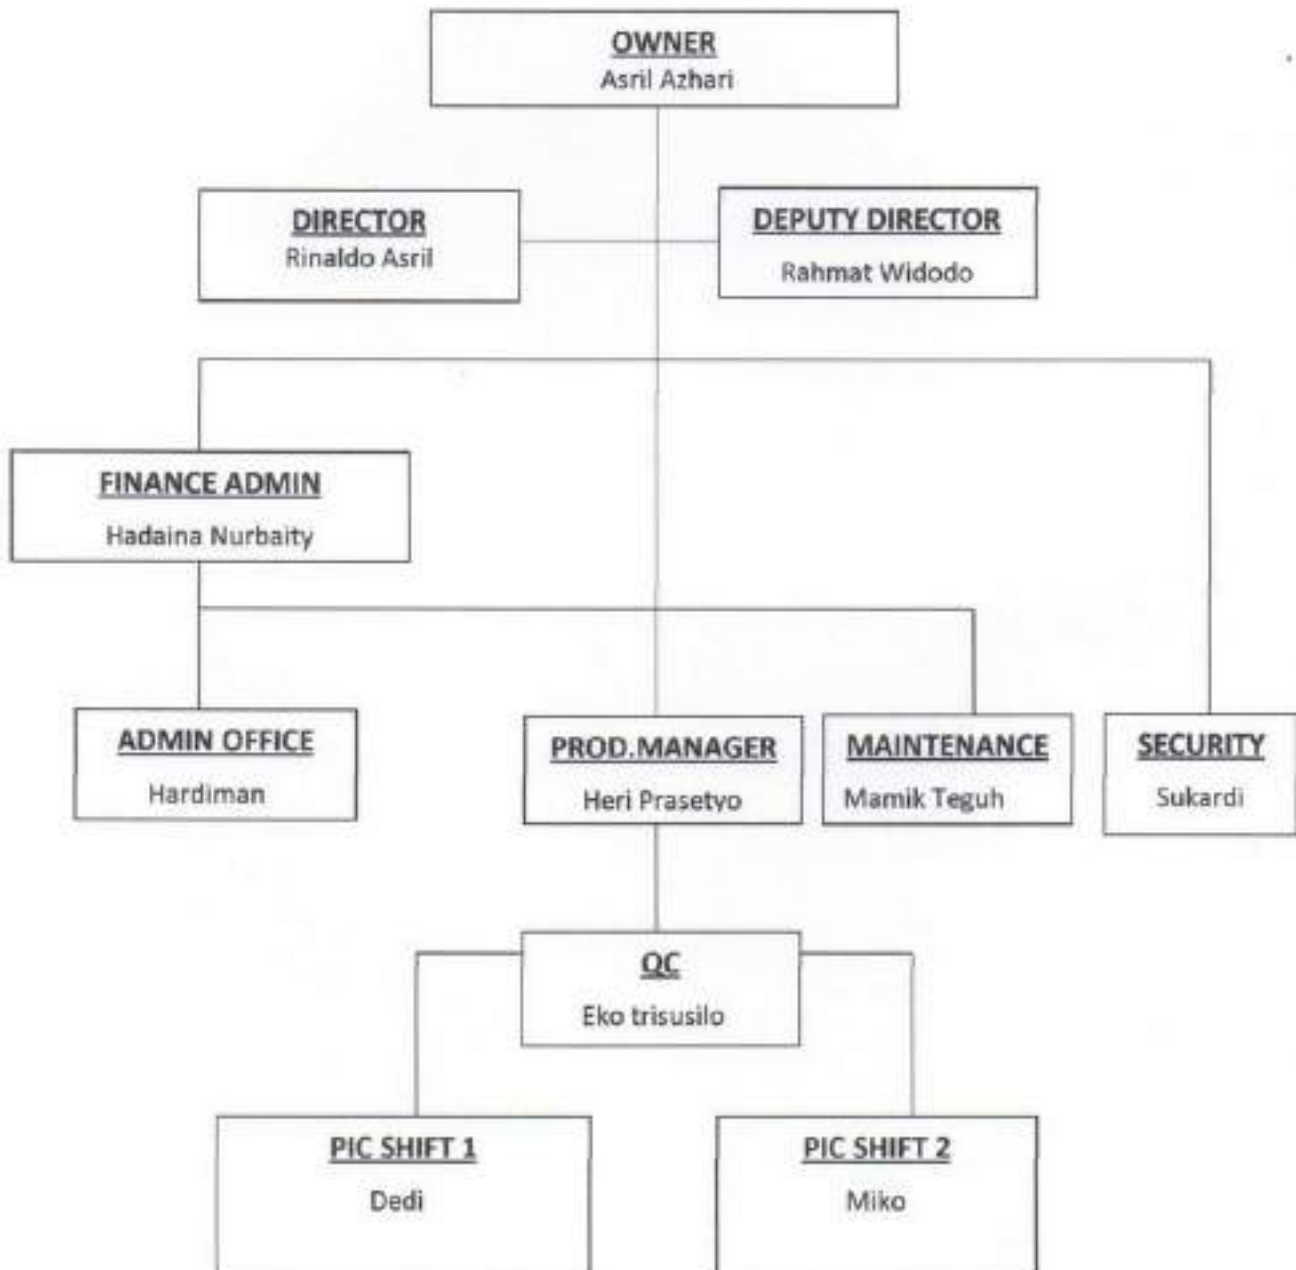 OWNER
Asril Azhari
DIRECTOR
Rinaldo Asril
DEPUTY DIRECTOR
Rahmat Widodo
FINANCE ADMIN
Hadaina Nurbaity
ADMIN OFFICE
Hardiman
PROD.MANAGER
Heri Prasetyo
MAINTENANCE
Mamik Teguh
SECURITY
Sukardi
QC
Eko trisusilo
PIC SHIFT 1
Dedi
PIC SHIFT 2
Miko